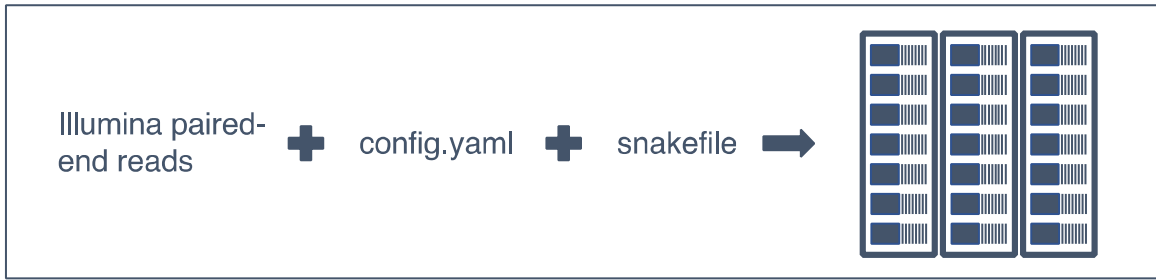 Illumina paired-
end reads
config.yaml
snakefile